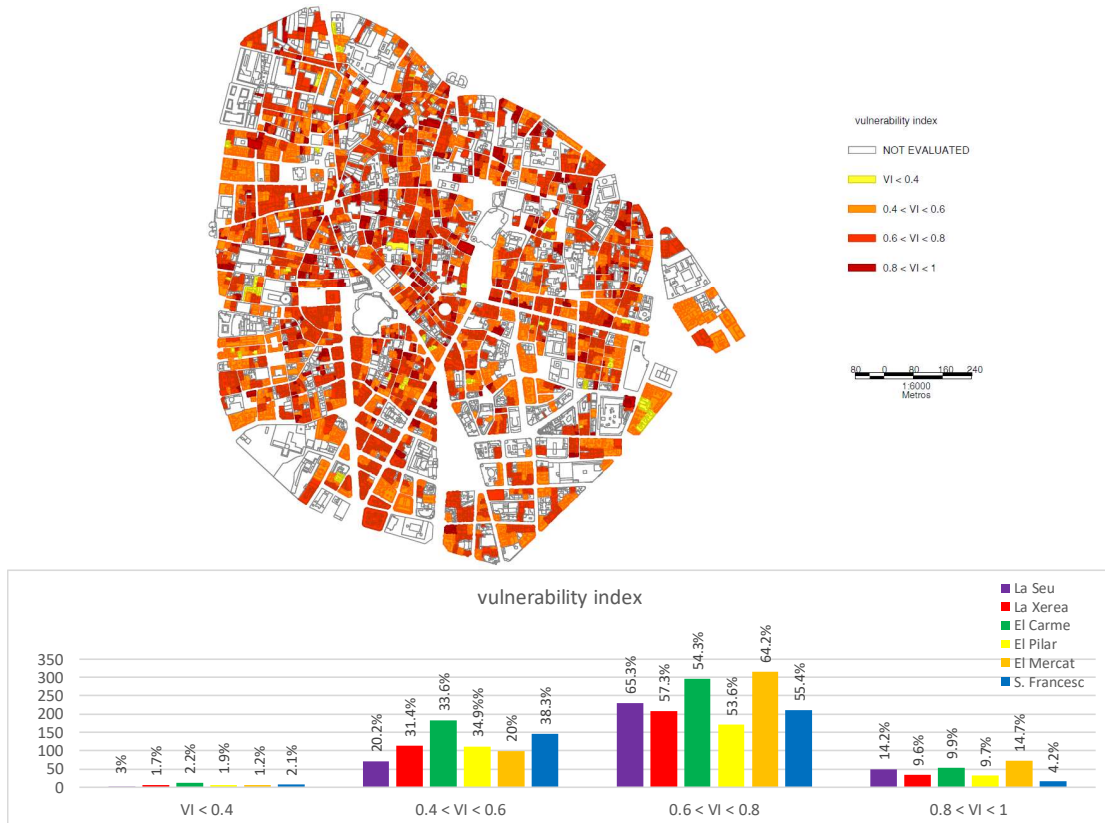 vulnerability index
NOT EVALUATED
VI < 0.4
0.4 < VI < 0.6
0.6 < VI < 0.8
0.8 < VI < 1
80 0 80 160 240
1:6000
Metros
vulnerability index
La Seu
La Xerea
El Carme
El Pilar
El Mercat
S. Francesc
350
300
250
200
150
100
50
0
3% 1.7% 2.2% 1.9% 1.2% 2.1%
20.2% 31.4% 33.6% 34.9%% 20% 38.3%
65.3% 57.3% 54.3% 53.6% 64.2% 55.4%
14.2% 9.6% 9.9% 9.7% 14.7% 4.2%
VI < 0.4 0.4 < VI < 0.6 0.6 < VI < 0.8 0.8 < VI < 1